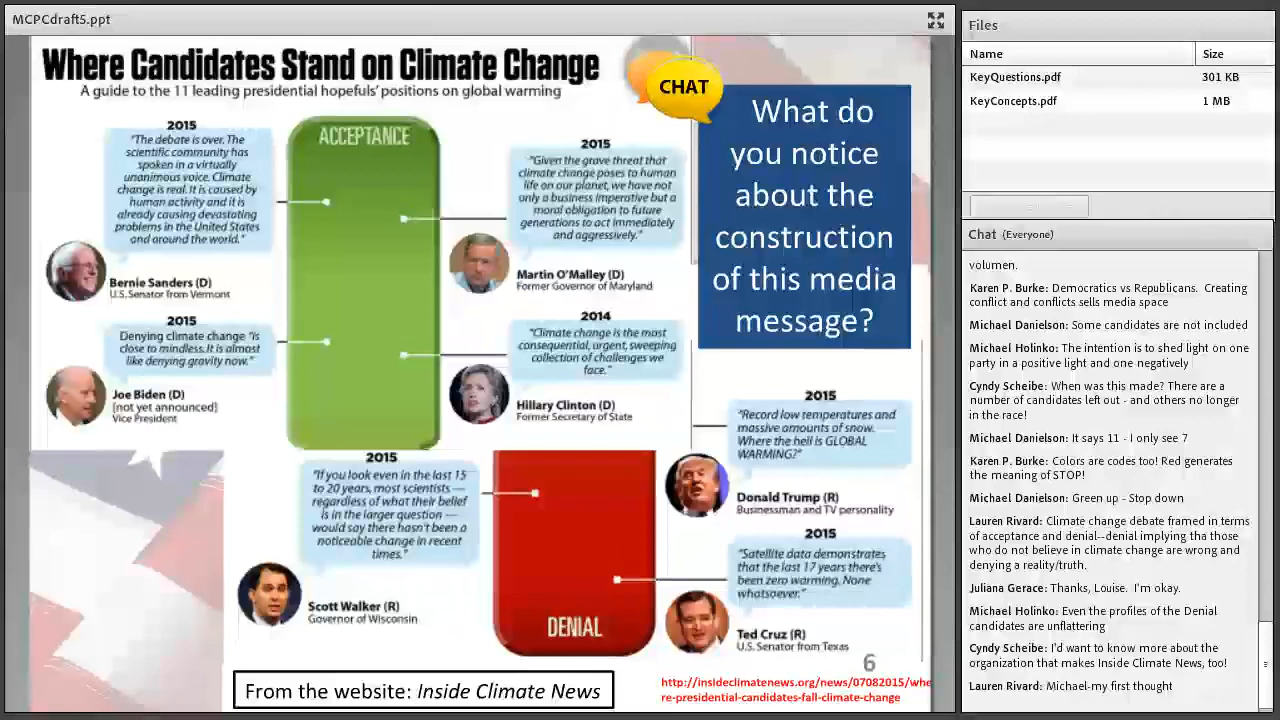 MCPCdraft5.ppt
Where Candidates Stand on Climate Change
A guide to the 11 leading presidential hopefuls' positions on global warming
CHAT
What do
you notice
about the
construction
of this media
message?
ACCEPTANCE
2015
"The debate is over. The
scientific community has
spoken in a virtually
unanimous voice. Climate
change is real. It is caused by
human activity and it is
already causing devastating
problems in the United States
and around the world."
Bernie Sanders (D)
U.S. Senator from Vermont
2015
"Given the grave threat that
climate change poses to human
life on our planet, we have not
only a business imperative but a
moral obligation to future
generations to act immediately
and aggressively."
Martin O'Malley (D)
Former Governor of Maryland
2015
Denying climate change "is
close to mindless. It is almost
like denying gravity now."
Joe Biden (D)
[not yet announced]
Vice President
2014
"Climate change is the most
consequential, urgent, sweeping
collection of challenges we
face."
Hillary Clinton (D)
Former Secretary of State
2015
"If you look even in the last 15
to 20 years, most scientists —
regardless of what their belief
is in the larger question —
would say there hasn't been a
noticeable change in recent
times."
Scott Walker (R)
Governor of Wisconsin
2015
"Record low temperatures and
massive amounts of snow.
Where the hell is GLOBAL
WARMING?"
Donald Trump (R)
Businessman and TV personality
2015
"Satellite data demonstrates
that the last 17 years there's
been zero warming. None
whatsoever."
Ted Cruz (R)
U.S. Senator from Texas
DENIAL
6
From the website: Inside Climate News
http://insideclimatenews.org/news/07082015/whe
re-presidential-candidates-fall-climate-change
Files
Name Size
KeyQuestions.pdf 301 KB
KeyConcepts.pdf 1 MB
Chat (Everyone)
volumen.
Karen P. Burke: Democratics vs Republicans. Creating
conflict and conflicts sells media space
Michael Danielson: Some candidates are not included
Michael Holinko: The intention is to shed light on one
party in a positive light and one negatively
Cyndy Scheibe: When was this made? There are a
number of candidates left out - and others no longer
in the race!
Michael Danielson: It says 11 - I only see 7
Karen P. Burke: Colors are codes too! Red generates
the meaning of STOP!
Michael Danielson: Green up - Stop down
Lauren Rivard: Climate change debate framed in terms
of acceptance and denial--denial implying tha those
who do not believe in climate change are wrong and
denying a reality/truth.
Juliana Gerace: Thanks, Louise. I'm okay.
Michael Holinko: Even the profiles of the Denial
candidates are unflattering
Cyndy Scheibe: I'd want to know more about the
organization that makes Inside Climate News, too!
Lauren Rivard: Michael-my first thought